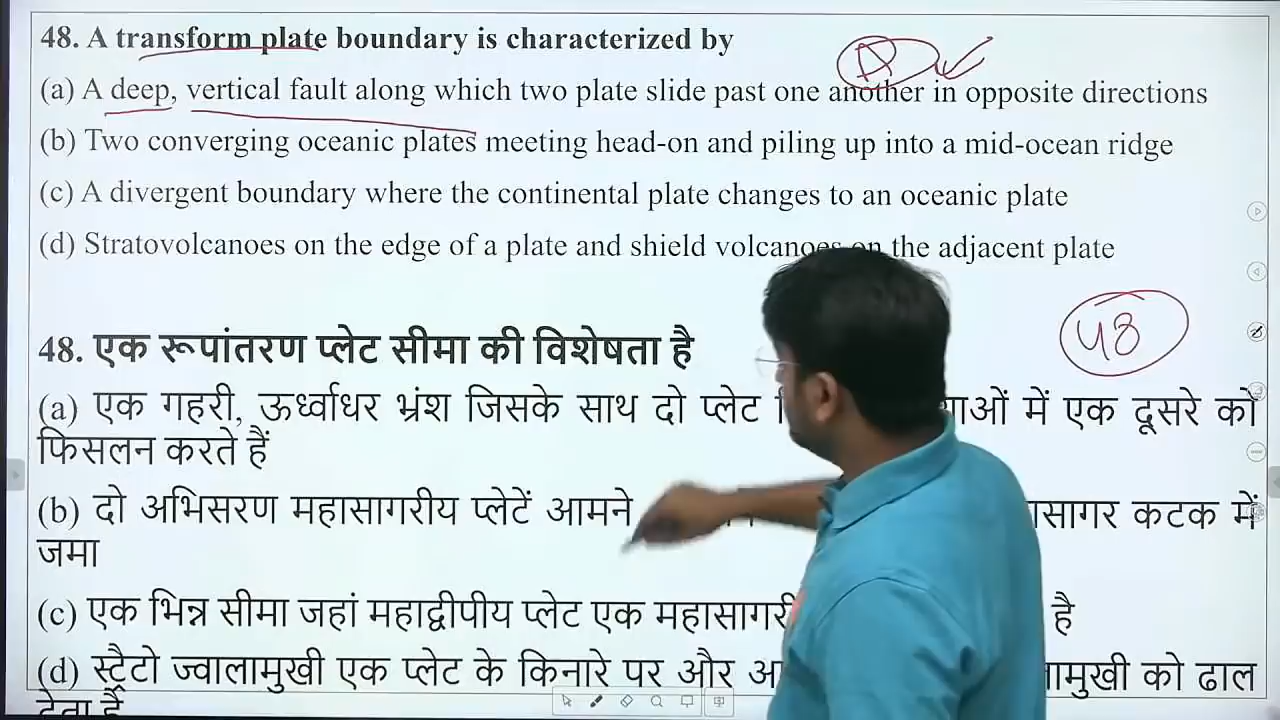 48. A transform plate boundary is characterized by
(a) A deep, vertical fault along which two plate slide past one another in opposite directions
(b) Two converging oceanic plates meeting head-on and piling up into a mid-ocean ridge
(c) A divergent boundary where the continental plate changes to an oceanic plate
(d) Stratovolcanoes on the edge of a plate and shield volcanoes on the adjacent plate
48
48. एक रूपांतरण प्लेट सीमा की विशेषता है
(a) एक गहरी, ऊर्ध्वाधर भ्रंश जिसके साथ दो प्लेट में एक दूसरे को
फिसलन करते हैं
(b) दो अभिसरण महासागरीय प्लेटें आमने कटक में
जमा
(c) एक भिन्न सीमा जहां महाद्वीपीय प्लेट एक है
(d) स्ट्रैटो ज्वालामुखी एक प्लेट के किनारे पर और को ढाल